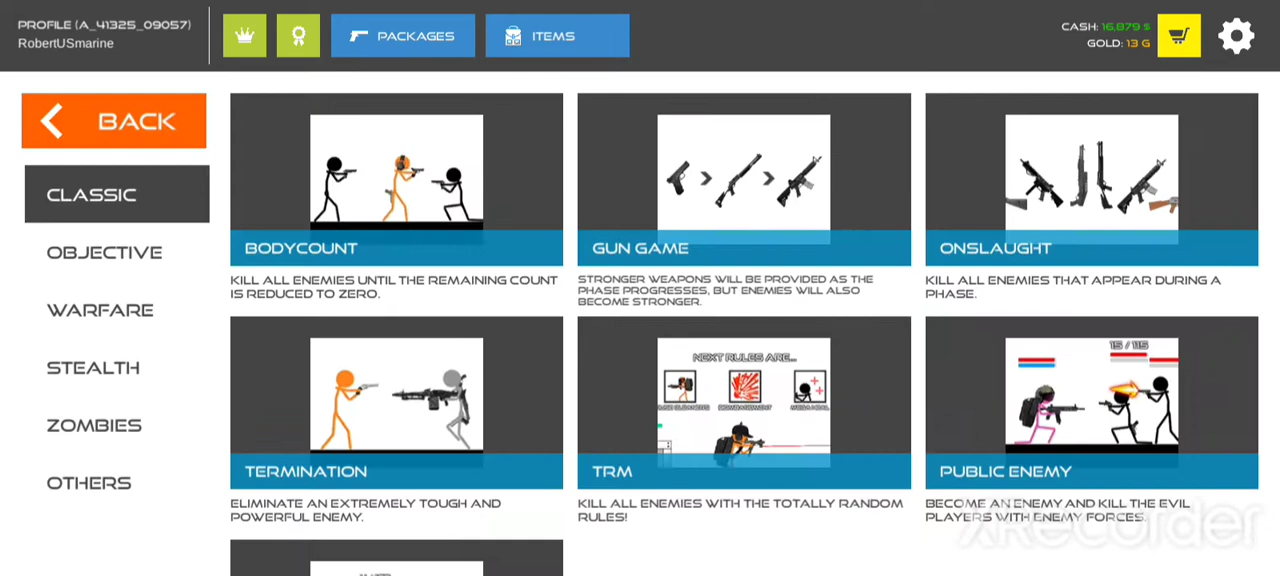 PROFILE (A_41325_09057)
RobertUSmarine
PACKAGES
ITEMS
CASH: 16,879 $
GOLD: 13 G
BACK
CLASSIC
OBJECTIVE
WARFARE
STEALTH
ZOMBIES
OTHERS
BODYCOUNT
KILL ALL ENEMIES UNTIL THE REMAINING COUNT
IS REDUCED TO ZERO.
GUN GAME
STRONGER WEAPONS WILL BE PROVIDED AS THE
PHASE PROGRESSES, BUT ENEMIES WILL ALSO
BECOME STRONGER.
ONSLAUGHT
KILL ALL ENEMIES THAT APPEAR DURING A
PHASE.
TERMINATION
ELIMINATE AN EXTREMELY TOUGH AND
POWERFUL ENEMY.
NEXT RULES ARE...
TRM
KILL ALL ENEMIES WITH THE TOTALLY RANDOM
RULES!
15 / 115
PUBLIC ENEMY
BECOME AN ENEMY AND KILL THE EVIL
PLAYERS WITH ENEMY FORCES.
XRecorder